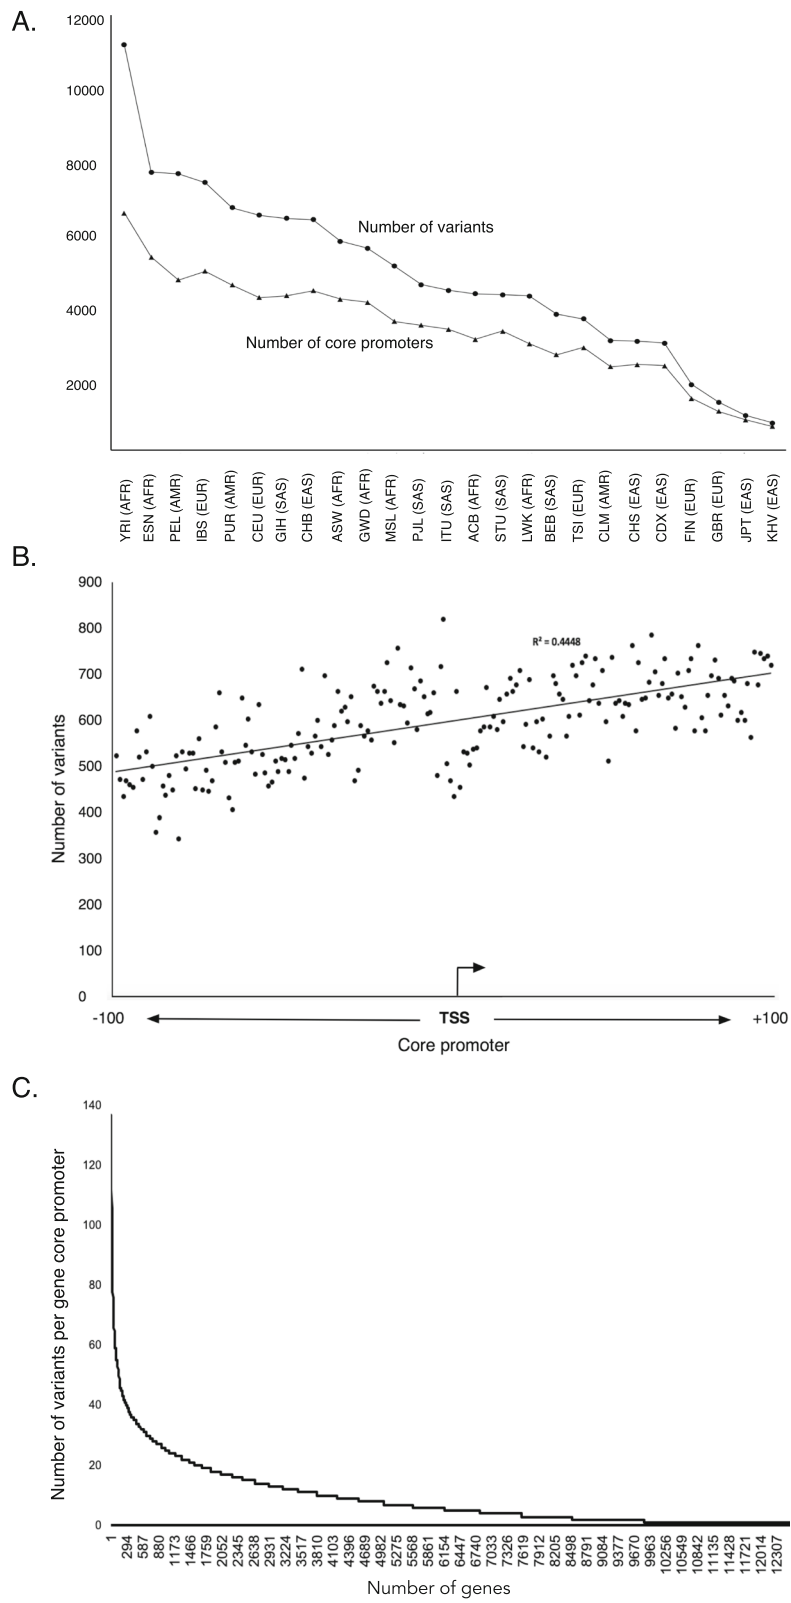 A.
12000
10000
8000
6000
4000
2000
Number of variants
Number of core promoters
YRI (AFR)
ESN (AFR)
PEL (AMR)
IBS (EUR)
PUR (AMR)
CEU (EUR)
GIH (SAS)
CHB (EAS)
ASW (AFR)
GWD (AFR)
MSL (AFR)
PJL (SAS)
ITU (SAS)
ACB (AFR)
STU (SAS)
LWK (AFR)
BEB (SAS)
TSI (EUR)
CLM (AMR)
CHS (EAS)
CDX (EAS)
FIN (EUR)
GBR (EUR)
JPT (EAS)
KHV (EAS)
B.
900
800
700
600
500
400
300
200
100
0
Number of variants
R² = 0.4448
-100
TSS
+100
Core promoter
C.
140
120
100
80
60
40
20
0
Number of variants per gene core promoter
1
294
587
880
1173
1466
1759
2052
2345
2638
2931
3224
3517
3810
4103
4396
4689
4982
5275
5568
5861
6154
6447
6740
7033
7326
7619
7912
8205
8498
8791
9084
9377
9670
9963
10256
10549
10842
11135
11428
11721
12014
12307
Number of genes